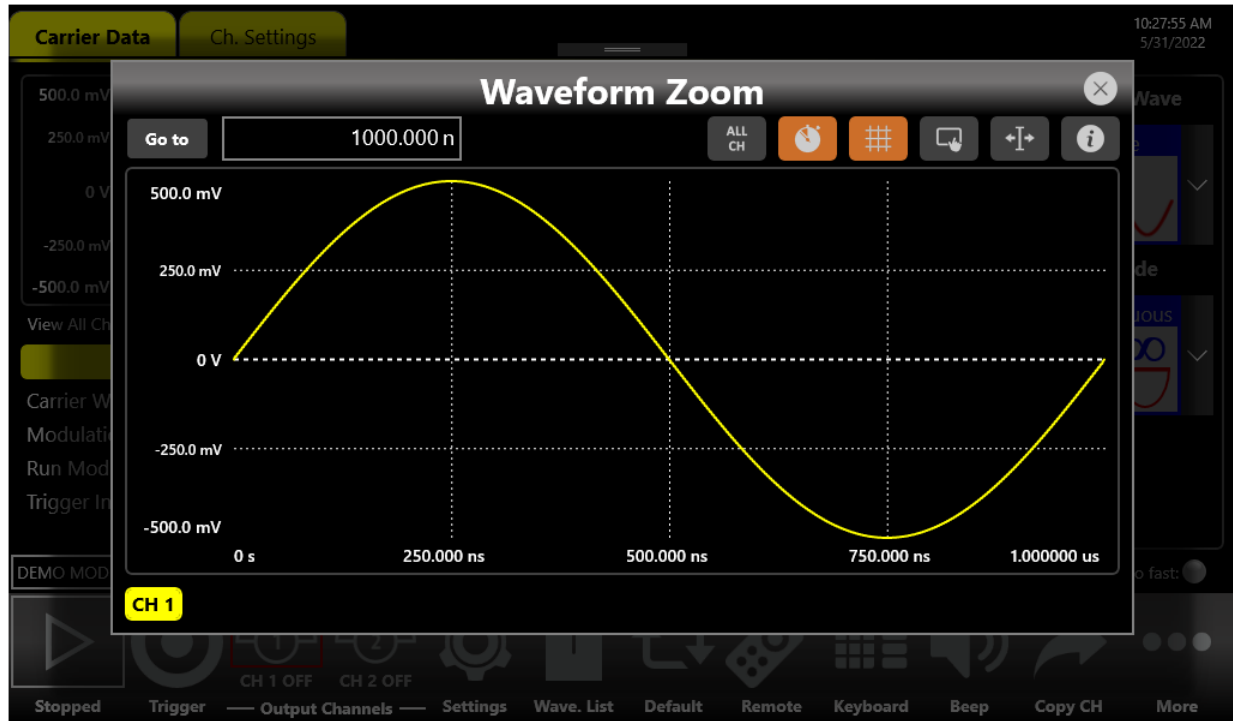 Carrier Data
Ch. Settings
10:27:55 AM
5/31/2022
Waveform Zoom
500.0 mV
Wave
250.0 mV
Go to
1000.000 n
ALL
CH
i
0 V
500.0 mV
-250.0 mV
250.0 mV
de
-500.0 mV
View All Ch
0 V
uous
Carrier W
Modulati
-250.0 mV
Run Mod
Trigger In
-500.0 mV
0 s
250.000 ns
500.000 ns
750.000 ns
1.000000 us
DEMO MOD
o fast:
CH 1
1
2
CH 1 OFF
CH 2 OFF
Stopped
Trigger
Output Channels
Settings
Wave. List
Default
Remote
Keyboard
Beep
Copy CH
More